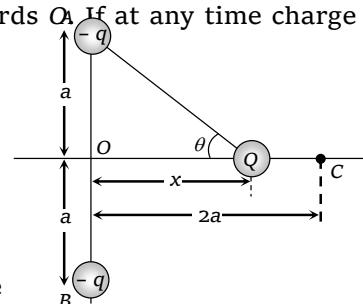 rds O. If at any time charge
A
– q
a
θ
O
Q
C
x
a
2a
– q
e
B